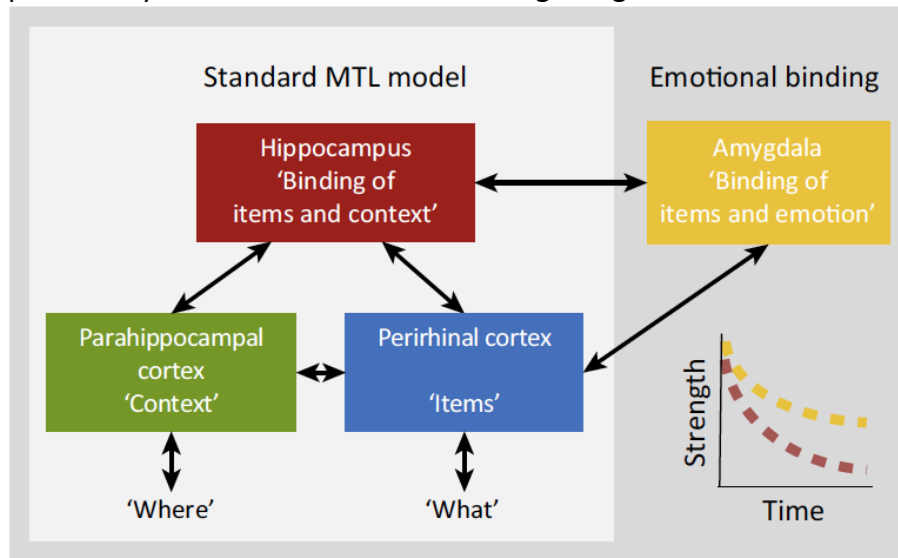 Standard MTL model
Emotional binding
Hippocampus
‘Binding of
items and context’
Amygdala
‘Binding of
items and emotion’
Parahippocampal
cortex
‘Context’
Perirhinal cortex
‘Items’
Strength
Time
‘Where’
‘What’